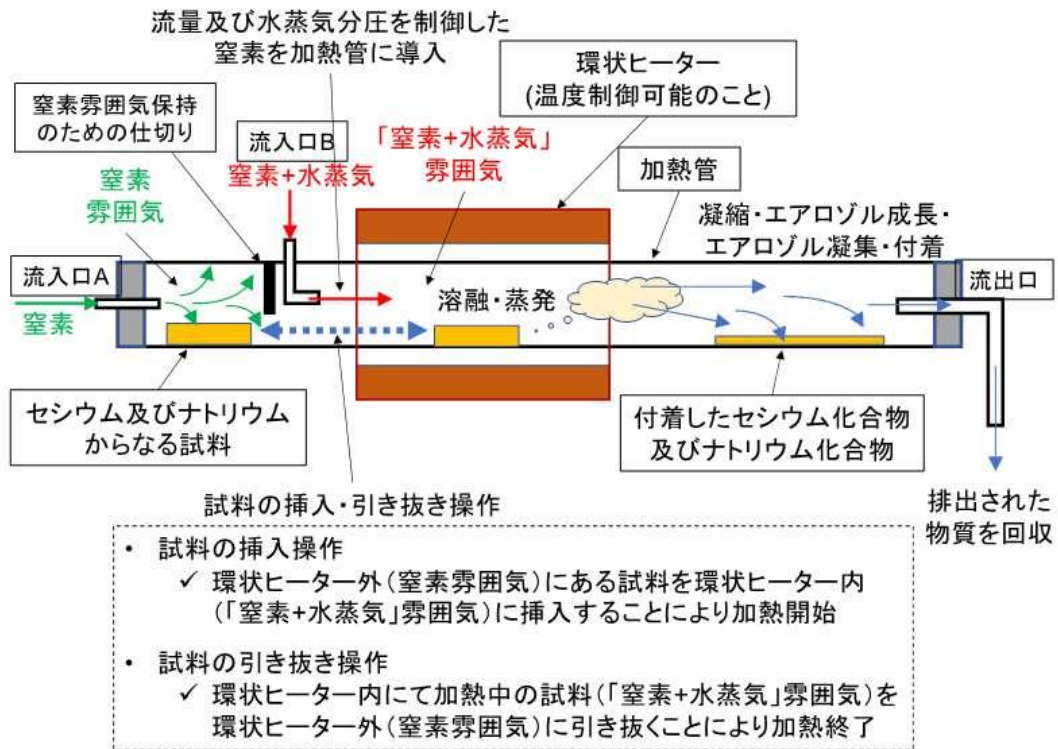 流量及び水蒸気分圧を制御した
窒素を加熱管に導入
環状ヒーター
(温度制御可能のこと)
窒素雰囲気保持
のための仕切り
流入口B
窒素+水蒸気
「窒素+水蒸気」
雰囲気
加熱管
窒素
雰囲気
凝縮・エアロゾル成長・
エアロゾル凝集・付着
流入口A
窒素
溶融・蒸発
流出口
セシウム及びナトリウム
からなる試料
付着したセシウム化合物
及びナトリウム化合物
試料の挿入・引き抜き操作
排出された
物質を回収
• 試料の挿入操作
✓ 環状ヒーター外(窒素雰囲気)にある試料を環状ヒーター内
(「窒素+水蒸気」雰囲気)に挿入することにより加熱開始
• 試料の引き抜き操作
✓ 環状ヒーター内にて加熱中の試料(「窒素+水蒸気」雰囲気)を
環状ヒーター外(窒素雰囲気)に引き抜くことにより加熱終了